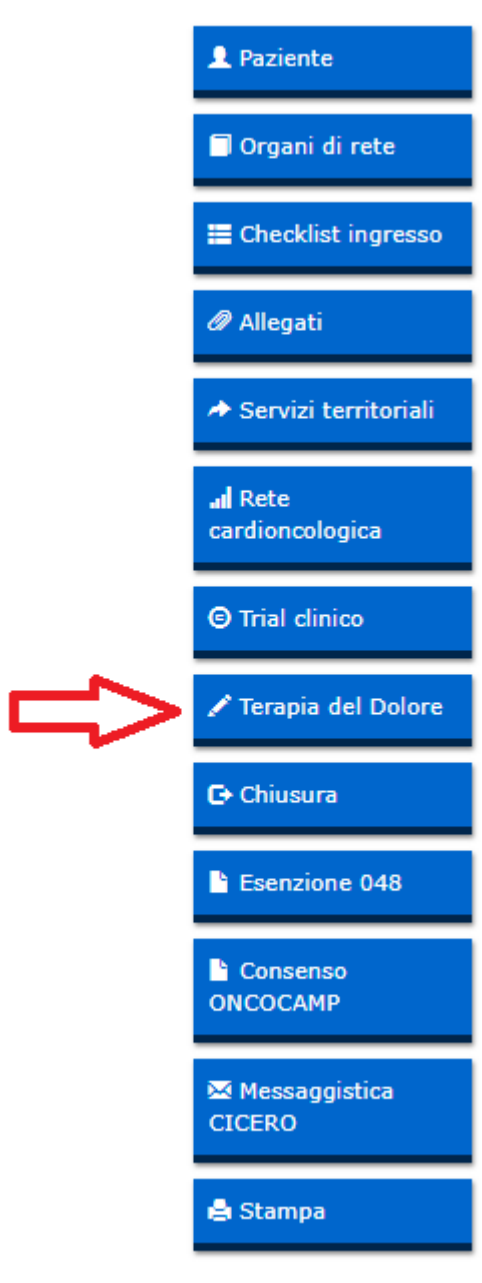 Paziente
Organi di rete
Checklist ingresso
Allegati
Servizi territoriali
Rete
cardioncologica
Trial clinico
Terapia del Dolore
Chiusura
Esenzione 048
Consenso
ONCOCAMP
Messaggistica
CICERO
Stampa